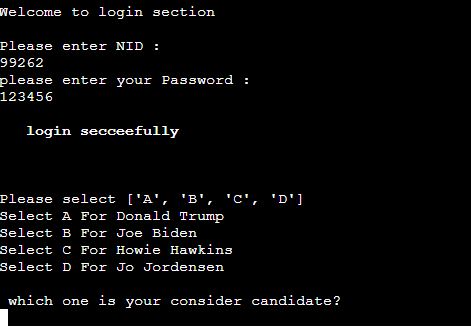 Welcome to login section
Please enter NID :
99262
please enter your Password :
123456
login secceefully
Please select ['A', 'B', 'C', 'D']
Select A For Donald Trump
Select B For Joe Biden
Select C For Howie Hawkins
Select D For Jo Jordensen
which one is your consider candidate?